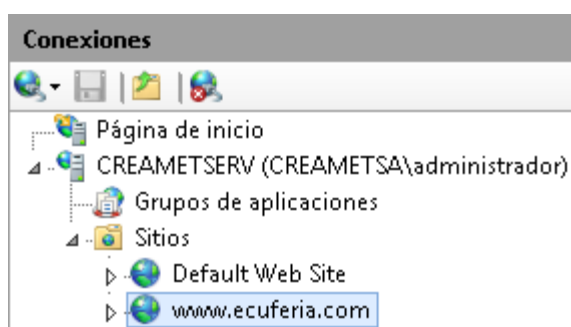 Conexiones
Página de inicio
CREAMETSERV (CREAMETSA\administrador)
Grupos de aplicaciones
Sitios
Default Web Site
www.ecuferia.com